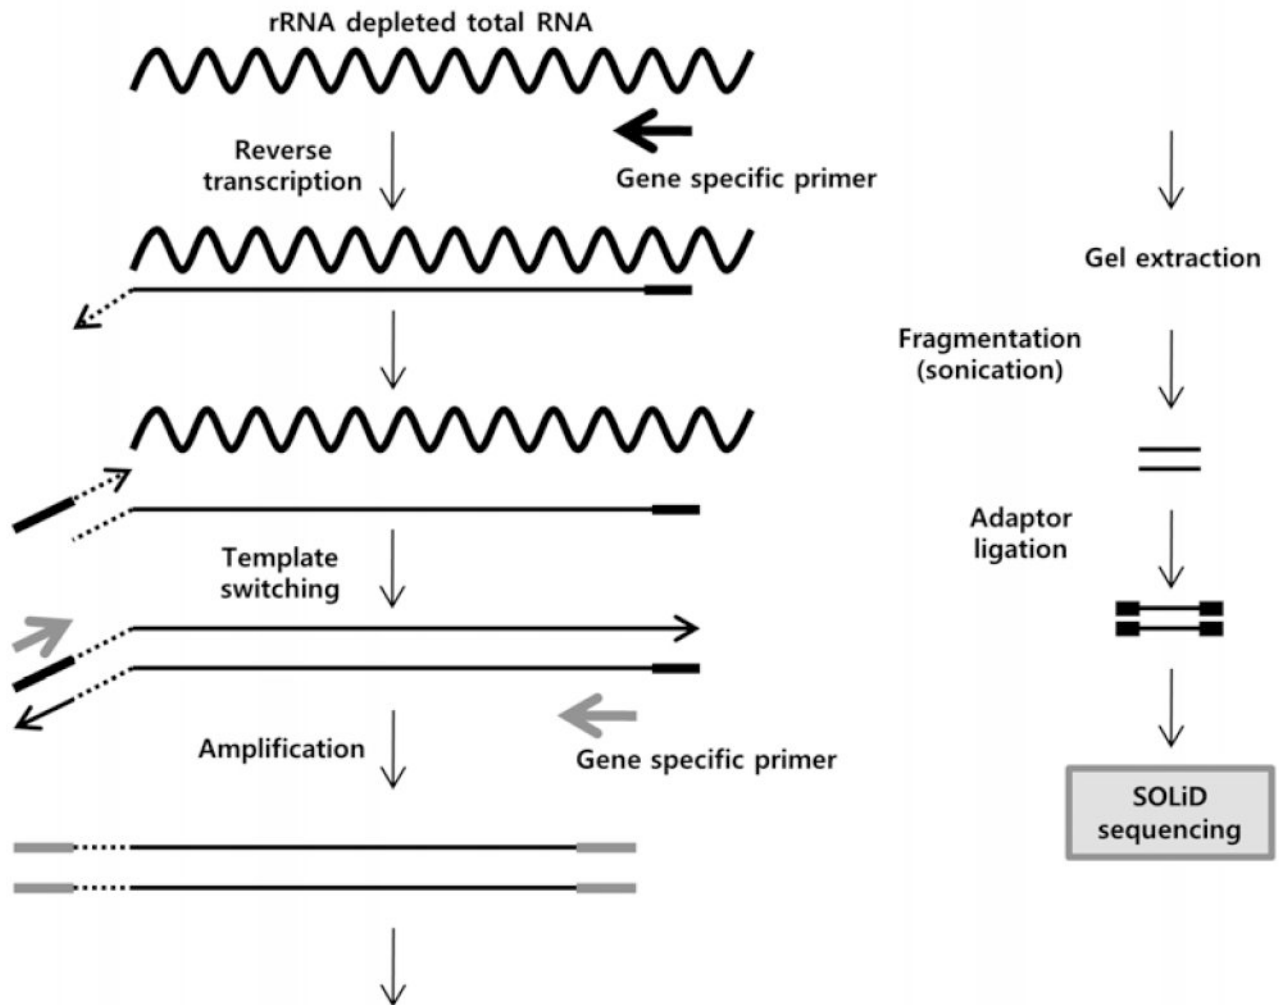 rRNA depleted total RNA
Reverse
transcription
Gene specific primer
Template
switching
Amplification
Gene specific primer
Gel extraction
Fragmentation
(sonication)
Adaptor
ligation
SOLiD
sequencing